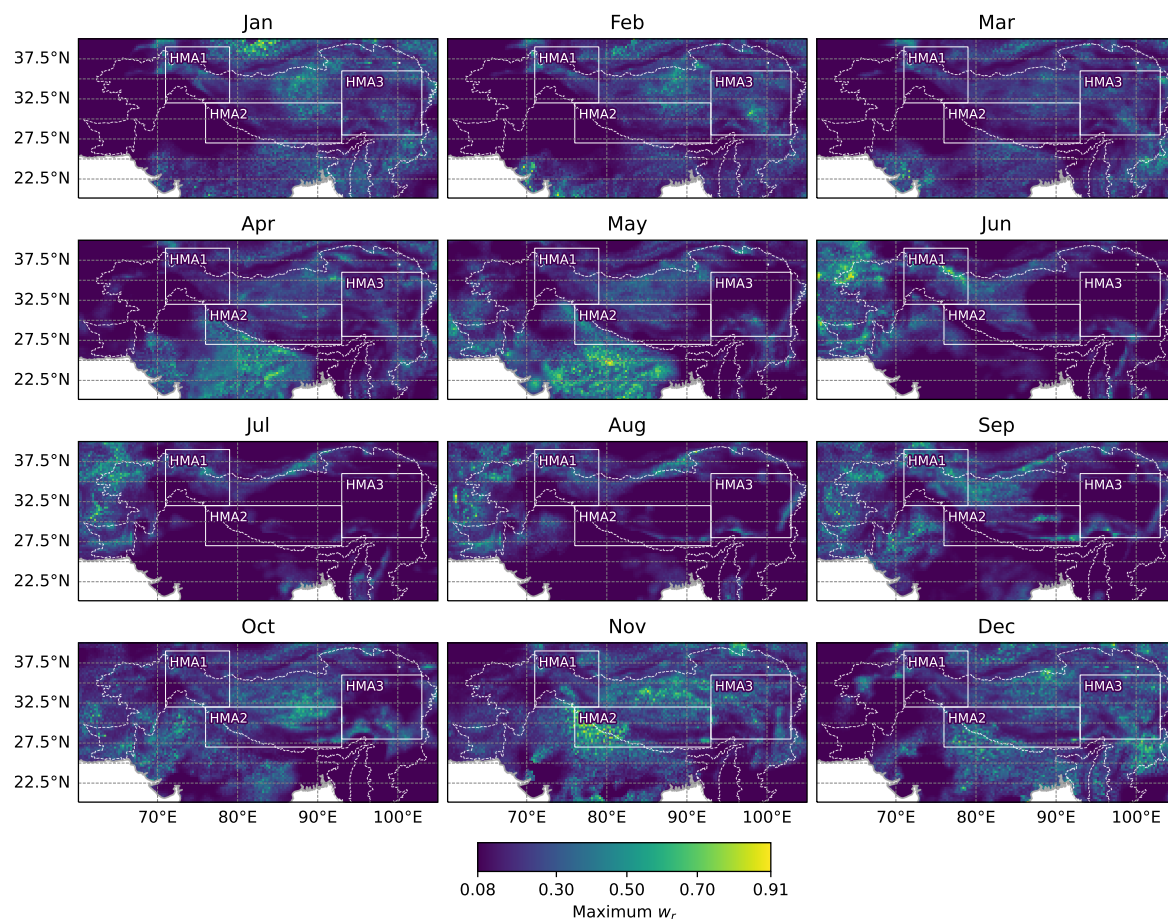 Jan Feb Mar
37.5°N HMA1 HMA1 HMA1
32.5°N HMA2 HMA3 HMA2 HMA3 HMA2 HMA3
27.5°N
22.5°N
Apr May Jun
37.5°N HMA1 HMA1 HMA1
32.5°N HMA2 HMA3 HMA2 HMA3 HMA2 HMA3
27.5°N
22.5°N
Jul Aug Sep
37.5°N HMA1 HMA1 HMA1
32.5°N HMA2 HMA3 HMA2 HMA3 HMA2 HMA3
27.5°N
22.5°N
Oct Nov Dec
37.5°N HMA1 HMA1 HMA1
32.5°N HMA2 HMA3 HMA2 HMA3 HMA2 HMA3
27.5°N
22.5°N
70°E 80°E 90°E 100°E 70°E 80°E 90°E 100°E 70°E 80°E 90°E 100°E
0.08 0.30 0.50 0.70 0.91
Maximum w_r